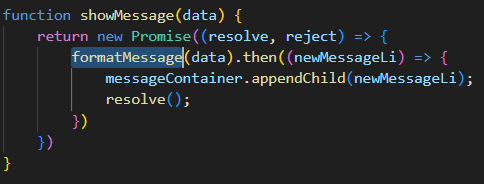 function showMessage(data) {
    return new Promise((resolve, reject) => {
        formatMessage(data).then((newMessageLi) => {
            messageContainer.appendChild(newMessageLi);
            resolve();
        })
    })
}